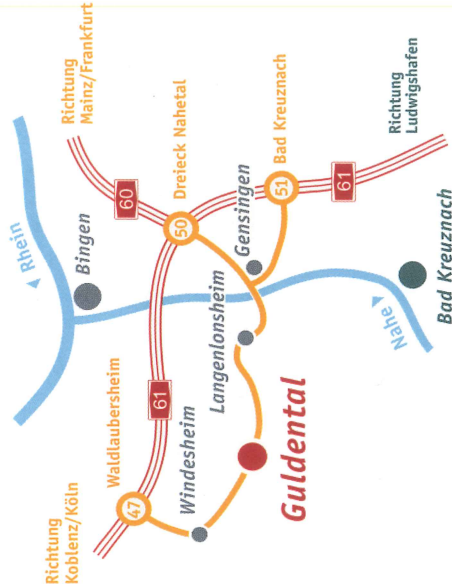 Richtung
Koblenz/Köln
47
Waldlaubersheim
Windesheim
Guldental
Langenlonsheim
61
Rhein
Bingen
Richtung
Mainz/Frankfurt
60
Dreieck Nahetal
50
Gensingen
51
Bad Kreuznach
61
Richtung
Ludwigshafen
Nahe
Bad Kreuznach